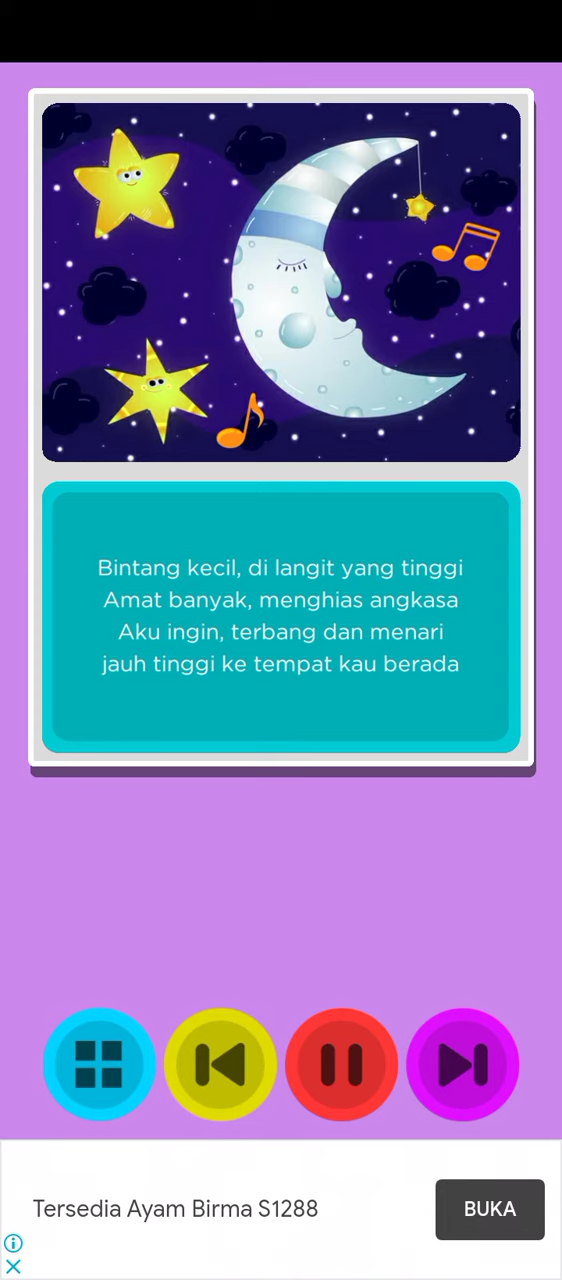 Bintang kecil, di langit yang tinggi
Amat banyak, menghias angkasa
Aku ingin, terbang dan menari
jauh tinggi ke tempat kau berada
Tersedia Ayam Birma S1288
BUKA